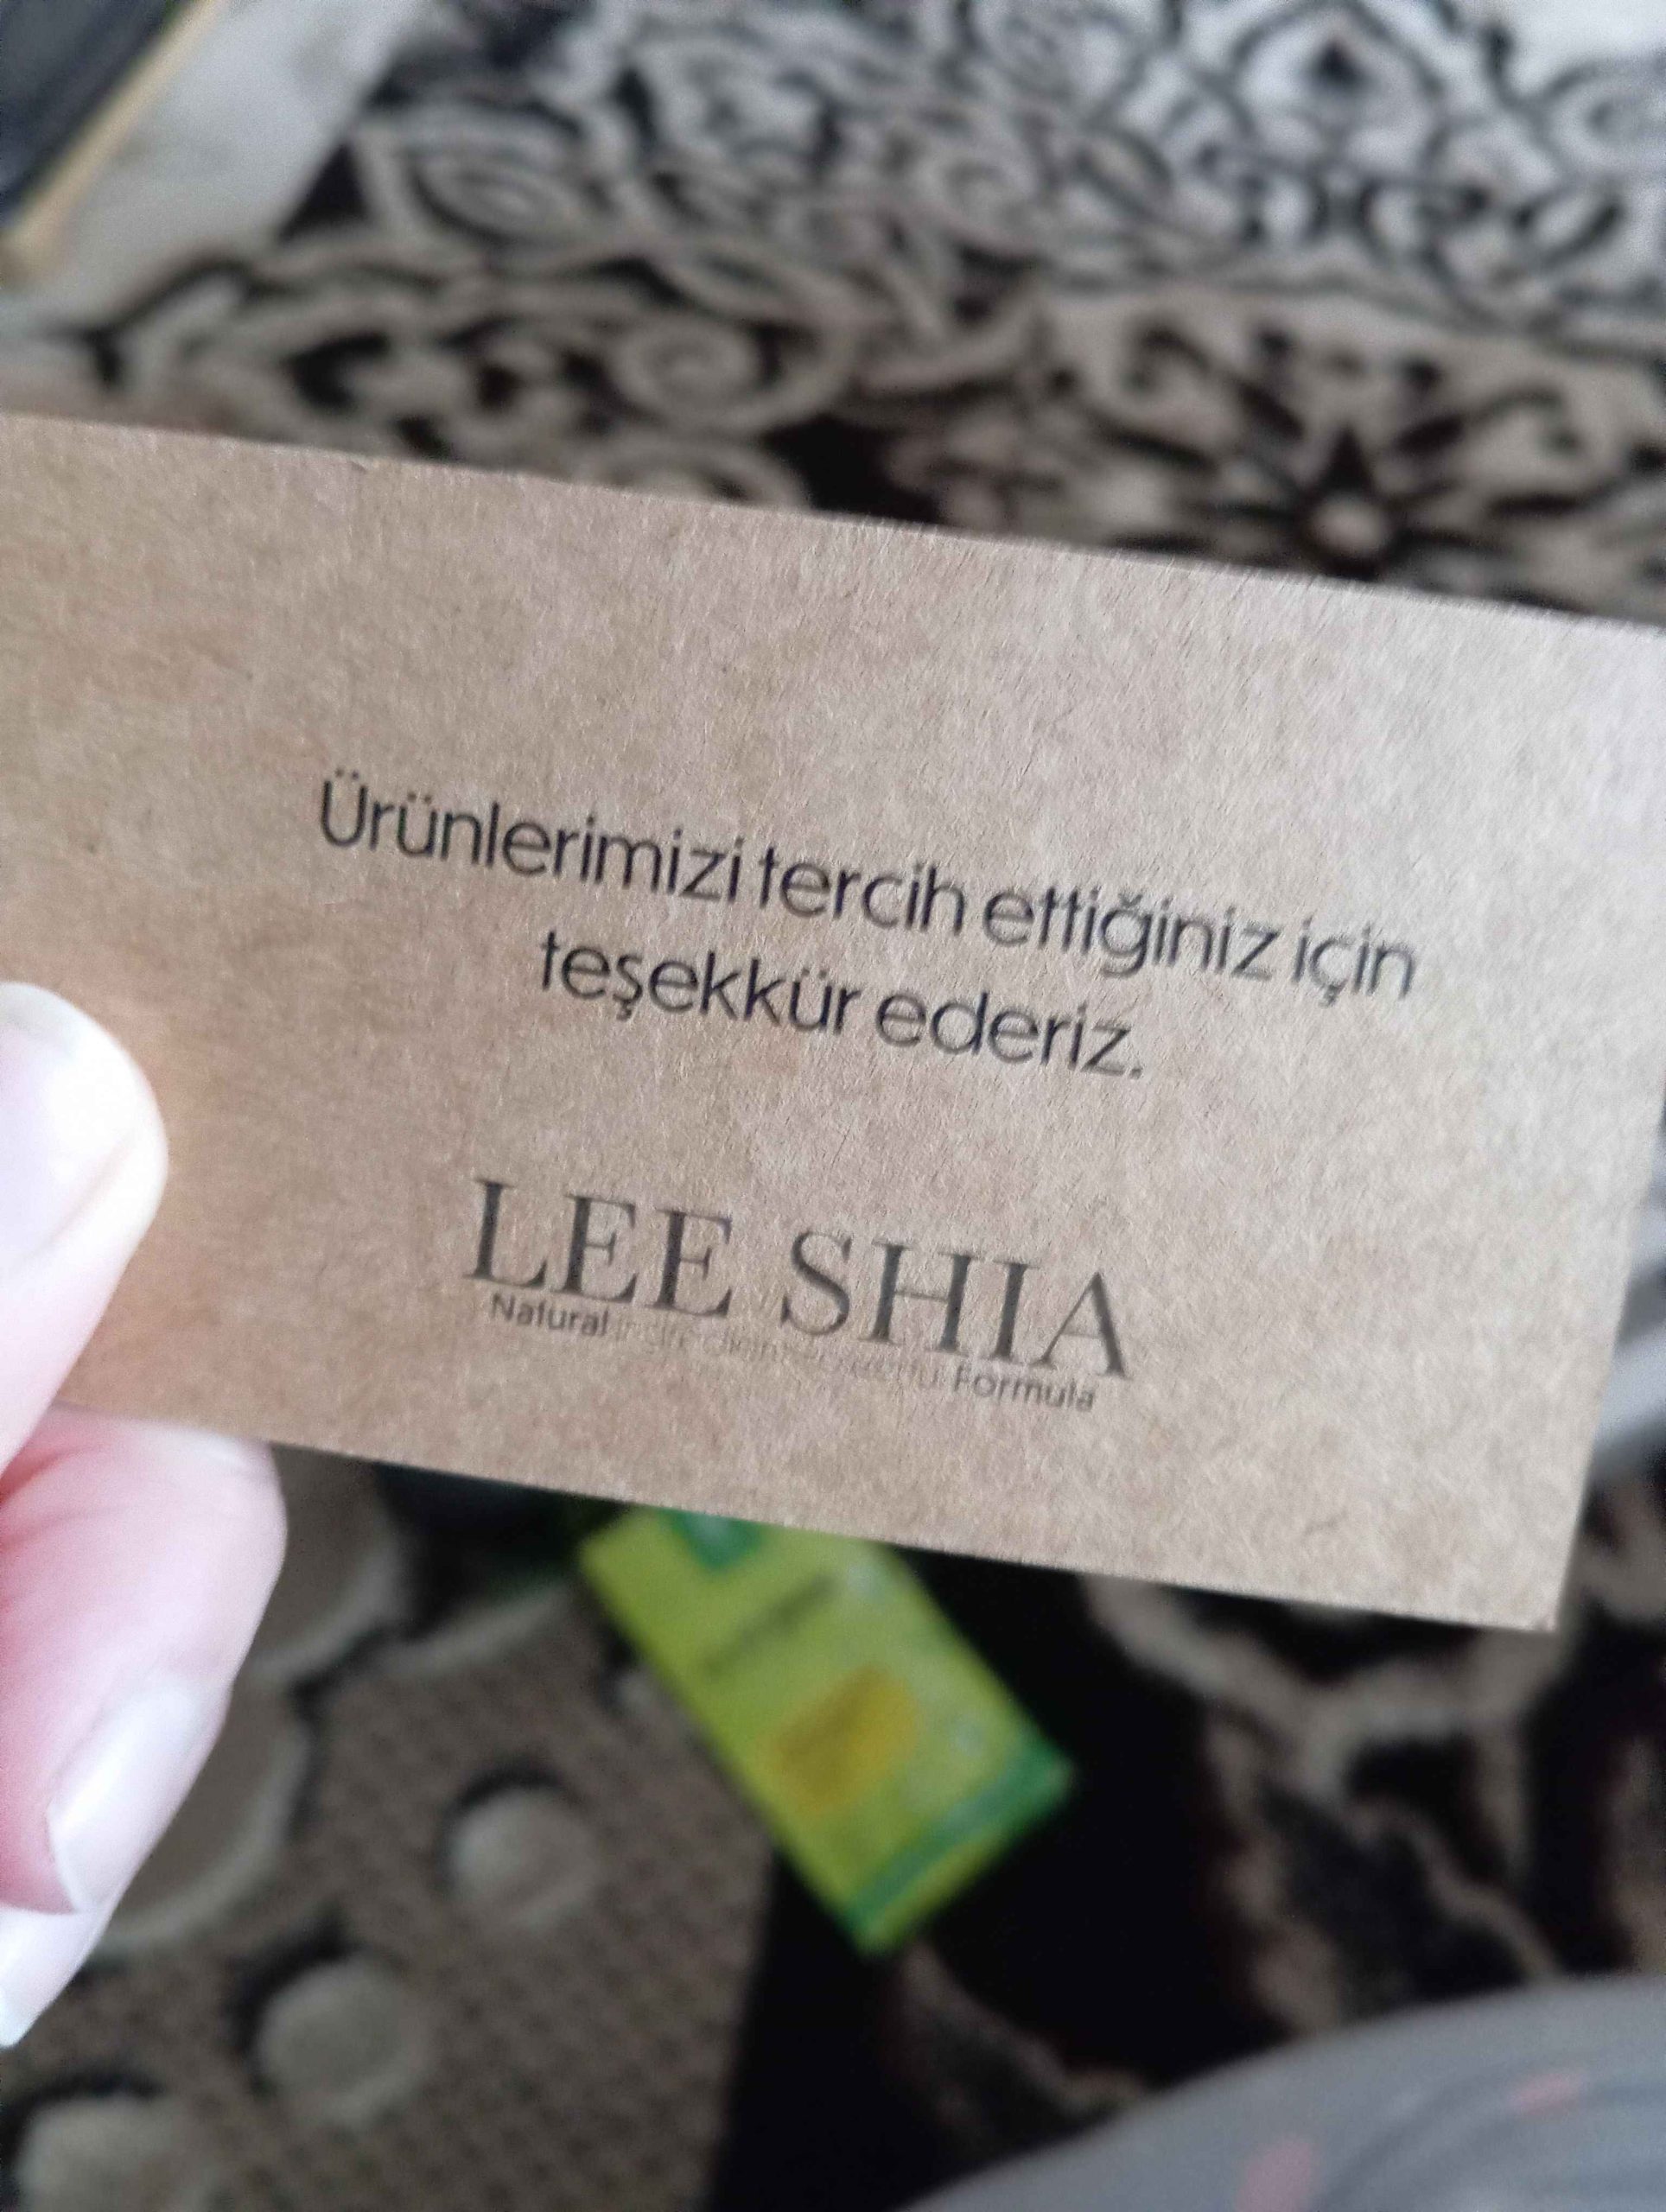 Ürünlerimizi tercih ettiğiniz için
teşekkür ederiz.
LEE SHIA
Natural Formula